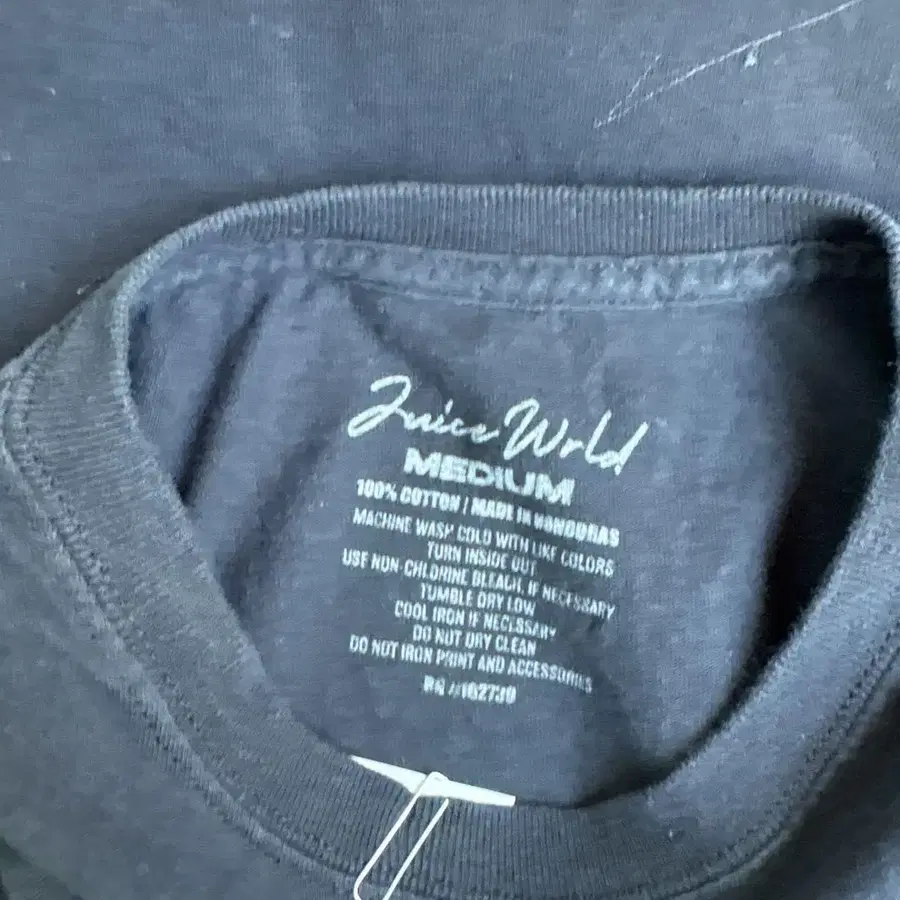 Juice Wrld
MEDIUM
100% COTTON / MADE IN HONDURAS
MACHINE WASH COLD WITH LIKE COLORS
TURN INSIDE OUT
USE NON-CHLORINE BLEACH, IF NECESSARY
TUMBLE DRY LOW
COOL IRON IF NECESSARY
DO NOT DRY CLEAN
DO NOT IRON PRINT AND ACCESSORIES
RN #162730